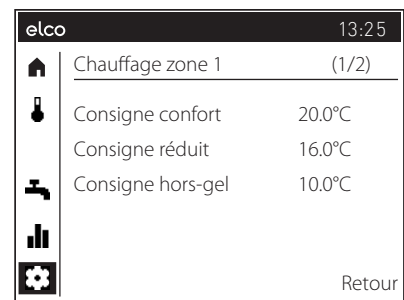 elco 13:25
Chauffage zone 1 (1/2)
Consigne confort 20.0°C
Consigne réduit 16.0°C
Consigne hors-gel 10.0°C
Retour